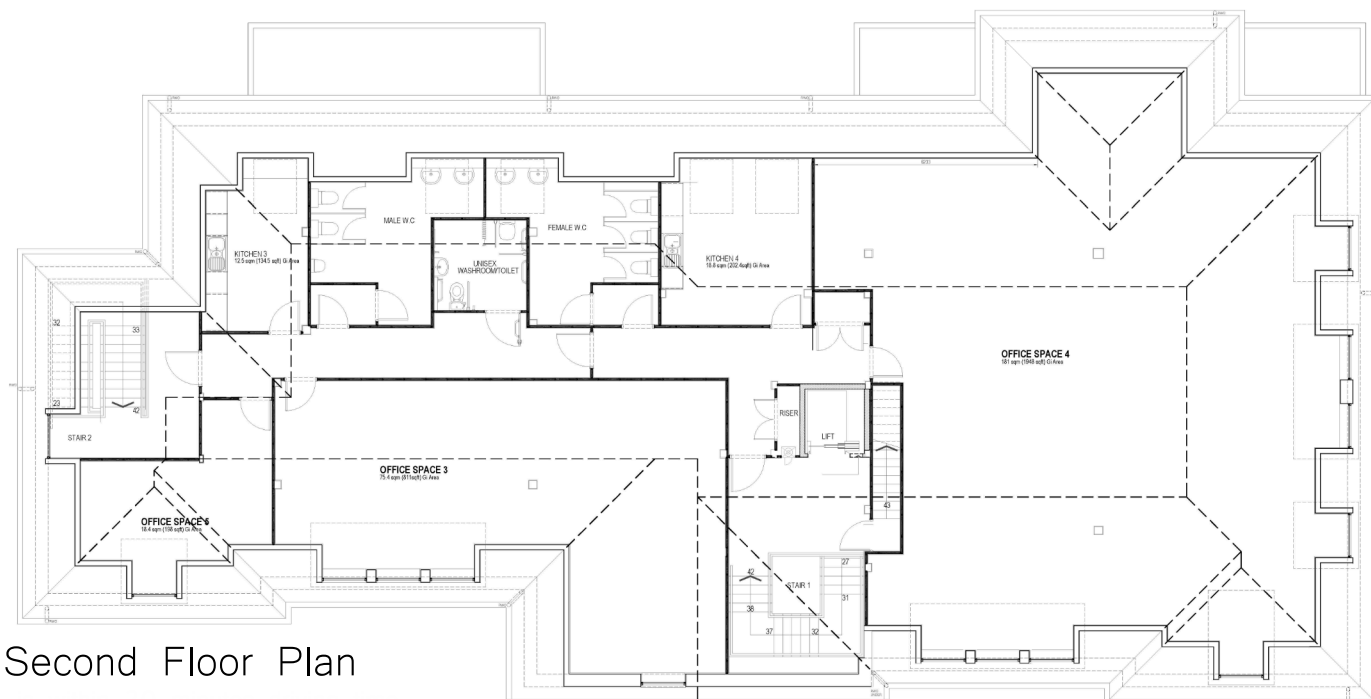 6233
MALE W.C
FEMALE W.C
KITCHEN 3
12.5 sqm (134.5 sqft) Gi Area
UNISEX
WASHROOM/TOILET
KITCHEN 4
18.8 sqm (202.4sqft) Gi Area
32
33
23
42
STAIR 2
OFFICE SPACE 4
181 sqm (1948 sqft) Gi Area
RISER
LIFT
OFFICE SPACE 3
75.4 sqm (811sqft) Gi Area
43
OFFICE SPACE 5
18.4 sqm (198 sqft) Gi Area
42
STAIR 1
27
38
31
37
32
Second Floor Plan